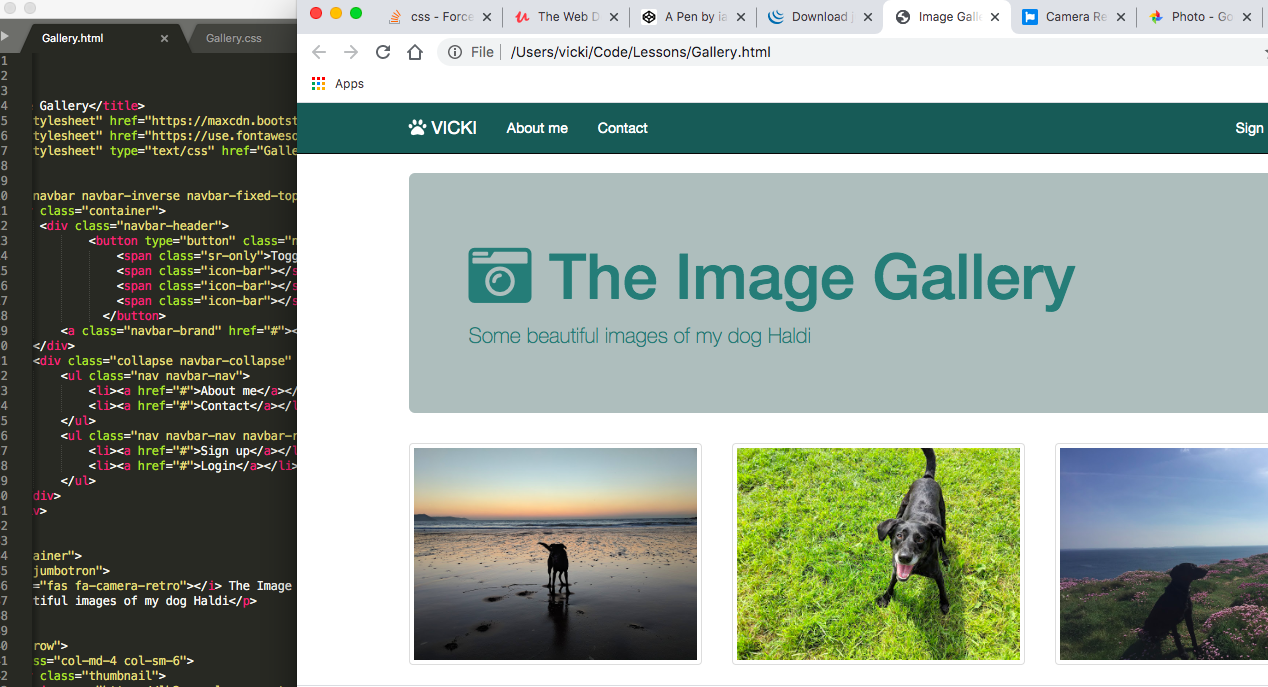 Gallery.html
Gallery.css
1
2
3
4 Gallery</title>
5 tylesheet" href="https://maxcdn.bootst
6 tylesheet" href="https://use.fontaweso
7 tylesheet" type="text/css" href="Galle
8
9
0 navbar navbar-inverse navbar-fixed-top
1 class="container">
2 <div class="navbar-header">
3 <button type="button" class="n
4 <span class="sr-only">Togg
5 <span class="icon-bar"></s
6 <span class="icon-bar"></s
7 <span class="icon-bar"></s
8 </button>
9 <a class="navbar-brand" href="#"><
0 </div>
1 <div class="collapse navbar-collapse"
2 <ul class="nav navbar-nav">
3 <li><a href="#">About me</a></
4 <li><a href="#">Contact</a></l
5 </ul>
6 <ul class="nav navbar-nav navbar-r
7 <li><a href="#">Sign up</a></l
8 <li><a href="#">Login</a></li>
9 </ul>
0 div>
1 v>
2
3
4 ainer">
5 jumbotron">
6 ="fas fa-camera-retro"></i> The Image
7 tiful images of my dog Haldi</p>
8
9
0 row">
1 ss="col-md-4 col-sm-6">
2 class="thumbnail">
css - Force
The Web D
A Pen by ia
Download j
Image Gall
Camera Re
Photo - Go
File /Users/vicki/Code/Lessons/Gallery.html
Apps
VICKI About me Contact Sign
The Image Gallery
Some beautiful images of my dog Haldi